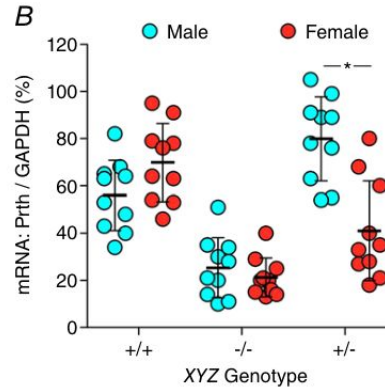 B
Male Female
mRNA: Prth / GAPDH (%)
120
100
80
60
40
20
0
*
+/+ -/- +/-
XYZ Genotype